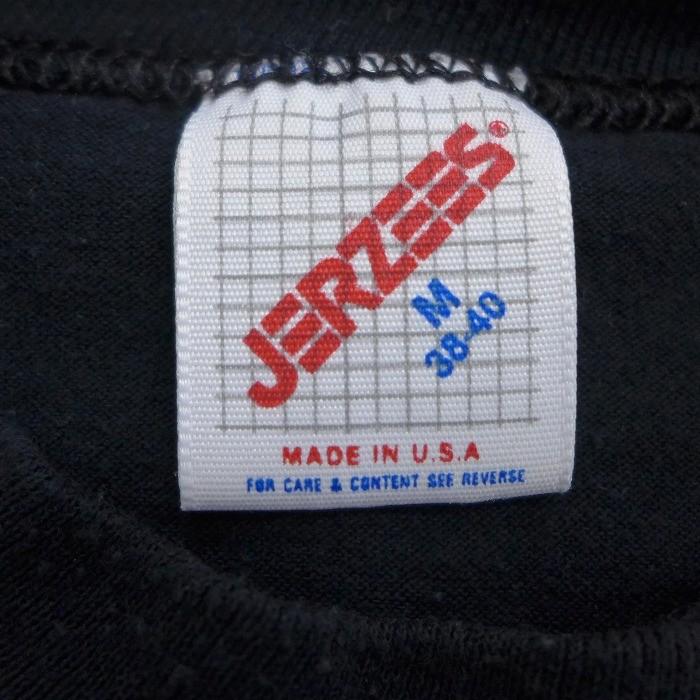 JERZEES®
M
38-40
MADE IN U.S.A
FOR CARE & CONTENT SEE REVERSE